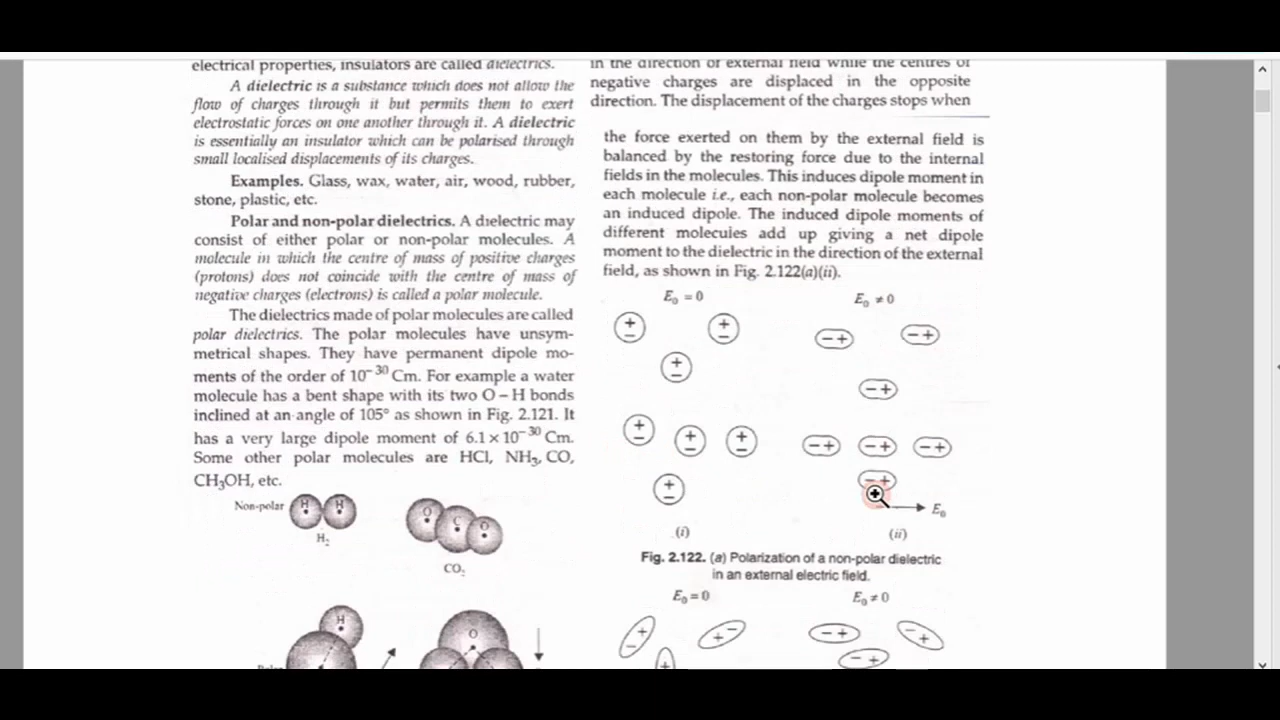 electrical properties, insulators are called dielectrics.
A dielectric is a substance which does not allow the
flow of charges through it but permits them to exert
electrostatic forces on one another through it. A dielectric
is essentially an insulator which can be polarised through
small localised displacements of its charges.
Examples. Glass, wax, water, air, wood, rubber,
stone, plastic, etc.
Polar and non-polar dielectrics. A dielectric may
consist of either polar or non-polar molecules. A
molecule in which the centre of mass of positive charges
(protons) does not coincide with the centre of mass of
negative charges (electrons) is called a polar molecule.
The dielectrics made of polar molecules are called
polar dielectrics. The polar molecules have unsym-
metrical shapes. They have permanent dipole mo-
ments of the order of 10⁻³⁰ Cm. For example a water
molecule has a bent shape with its two O – H bonds
inclined at an angle of 105° as shown in Fig. 2.121. It
has a very large dipole moment of 6.1 × 10⁻³⁰ Cm.
Some other polar molecules are HCl, NH₃, CO,
CH₃OH, etc.
Non-polar H H O C O
H₂
CO₂
H
O
in the direction of external field while the centres of
negative charges are displaced in the opposite
direction. The displacement of the charges stops when
the force exerted on them by the external field is
balanced by the restoring force due to the internal
fields in the molecules. This induces dipole moment in
each molecule i.e., each non-polar molecule becomes
an induced dipole. The induced dipole moments of
different molecules add up giving a net dipole
moment to the dielectric in the direction of the external
field, as shown in Fig. 2.122(a)(ii).
E₀ = 0 E₀ ≠ 0
E₀
(i) (ii)
Fig. 2.122. (a) Polarization of a non-polar dielectric
in an external electric field.
E₀ = 0 E₀ ≠ 0